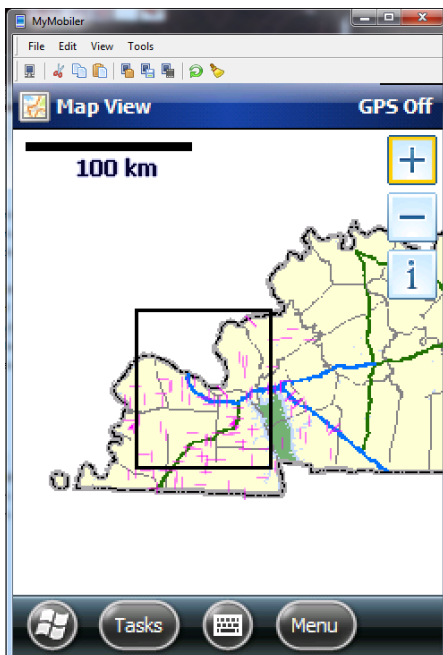 MyMobiler
File Edit View Tools
Map View GPS Off
100 km
+
−
i
Tasks Menu